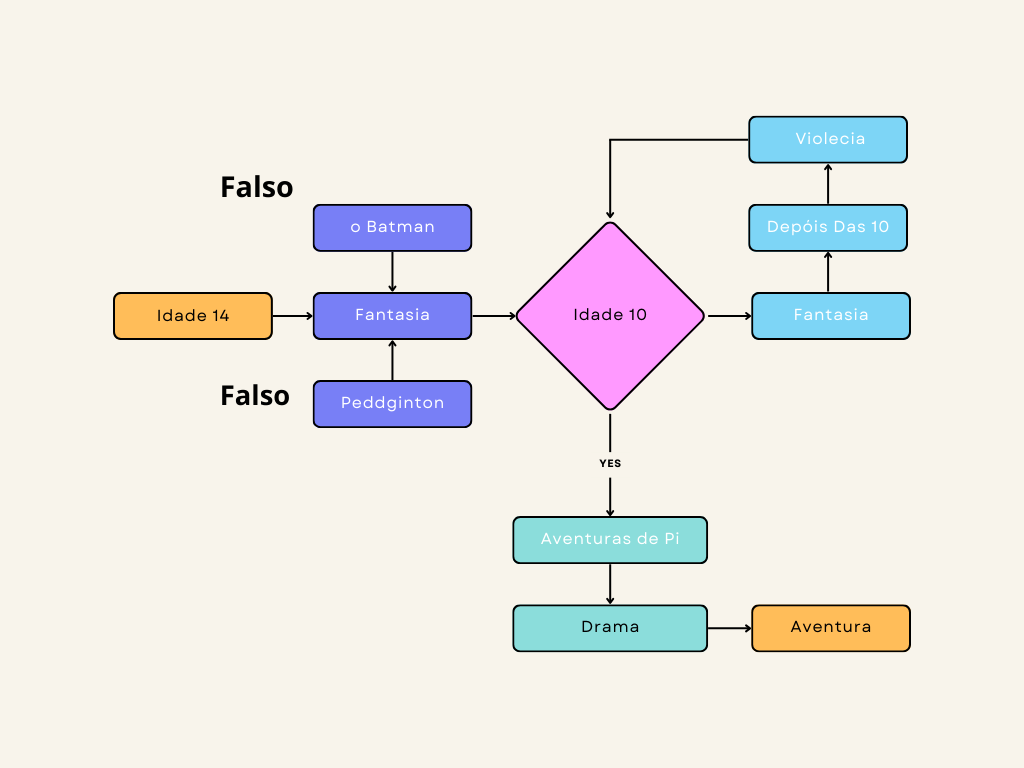 Violecia
Falso
o Batman
Depóis Das 10
Idade 14
Fantasia
Idade 10
Fantasia
Falso
Peddginton
YES
Aventuras de Pi
Drama
Aventura